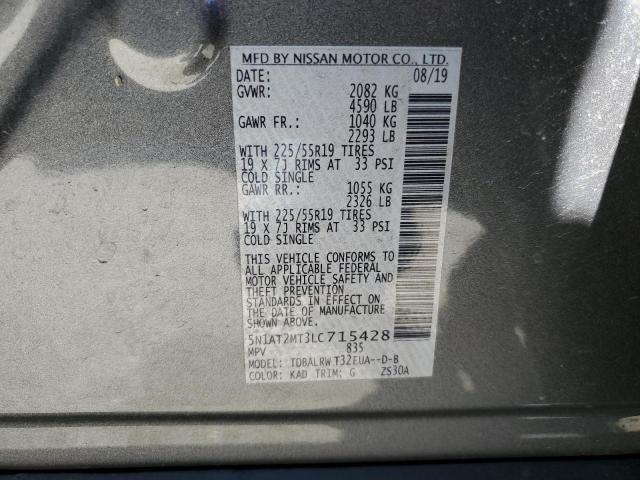 MFD BY NISSAN MOTOR CO., LTD.
DATE: 08/19
GVWR: 2082 KG
4590 LB
GAWR FR.: 1040 KG
2293 LB
WITH 225/55R19 TIRES
19 X 7J RIMS AT 33 PSI
COLD SINGLE
GAWR RR.: 1055 KG
2326 LB
WITH 225/55R19 TIRES
19 X 7J RIMS AT 33 PSI
COLD SINGLE
THIS VEHICLE CONFORMS TO
ALL APPLICABLE FEDERAL
MOTOR VEHICLE SAFETY AND
THEFT PREVENTION
STANDARDS IN EFFECT ON
THE DATE OF MANUFACTURE
SHOWN ABOVE.
5N1AT2MT3LC715428
MPV 835
MODEL: TDBALRW T32EUA--D-B
COLOR: KAD TRIM: G ZS30A